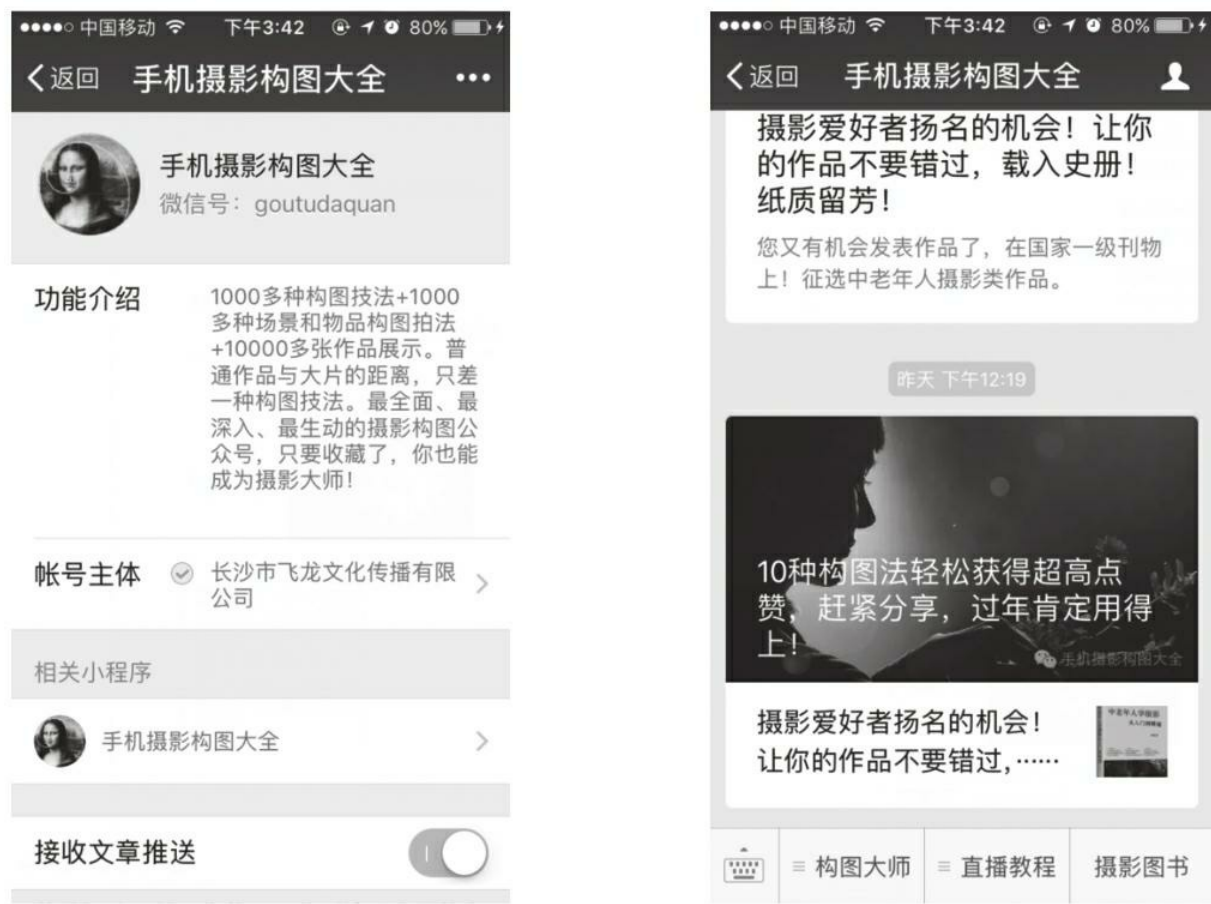 中国移动 下午3:42 80%
返回 手机摄影构图大全
手机摄影构图大全
微信号：goutudaquan
功能介绍
1000多种构图技法+1000
多种场景和物品构图拍法
+10000多张作品展示。普
通作品与大片的距离，只差
一种构图技法。最全面、最
深入、最生动的摄影构图公
众号，只要收藏了，你也能
成为摄影大师！
帐号主体 长沙市飞龙文化传播有限
公司
相关小程序
手机摄影构图大全
接收文章推送
中国移动 下午3:42 80%
返回 手机摄影构图大全
摄影爱好者扬名的机会！让你
的作品不要错过，载入史册！
纸质留芳！
您又有机会发表作品了，在国家一级刊物
上！征选中老年人摄影类作品。
昨天 下午12:19
10种构图法轻松获得超高点
赞，赶紧分享，过年肯定用得
上！
手机摄影构图大全
摄影爱好者扬名的机会！
让你的作品不要错过,……
构图大师 直播教程 摄影图书